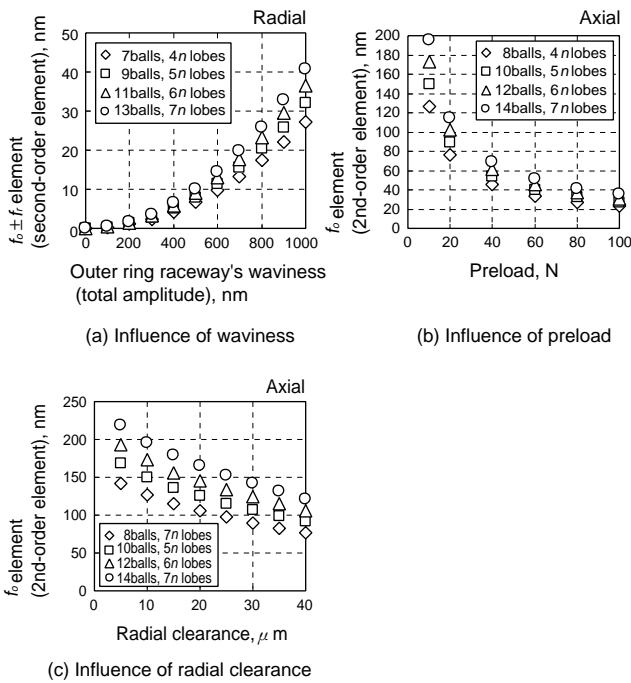 Radial
f₀ ± fᵢ element
(second-order element), nm
50
40
30
20
10
0
7balls, 4n lobes
9balls, 5n lobes
11balls, 6n lobes
13balls, 7n lobes
0 200 400 600 800 1000
Outer ring raceway's waviness
(total amplitude), nm
(a) Influence of waviness
Axial
f₀ element
(2nd-order element), nm
200
180
160
140
120
100
80
60
40
20
0
8balls, 4n lobes
10balls, 5n lobes
12balls, 6n lobes
14balls, 7n lobes
0 20 40 60 80 100
Preload, N
(b) Influence of preload
Axial
f₀ element
(2nd-order element), nm
250
200
150
100
50
0
8balls, 7n lobes
10balls, 5n lobes
12balls, 6n lobes
14balls, 7n lobes
0 10 20 30 40
Radial clearance, μm
(c) Influence of radial clearance